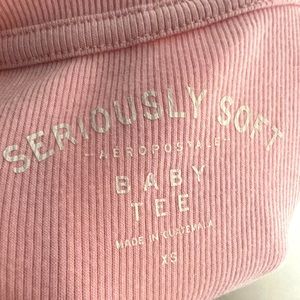 SERIOUSLY SOFT
—AEROPOSTALE—
BABY
TEE
MADE IN GUATEMALA
XS